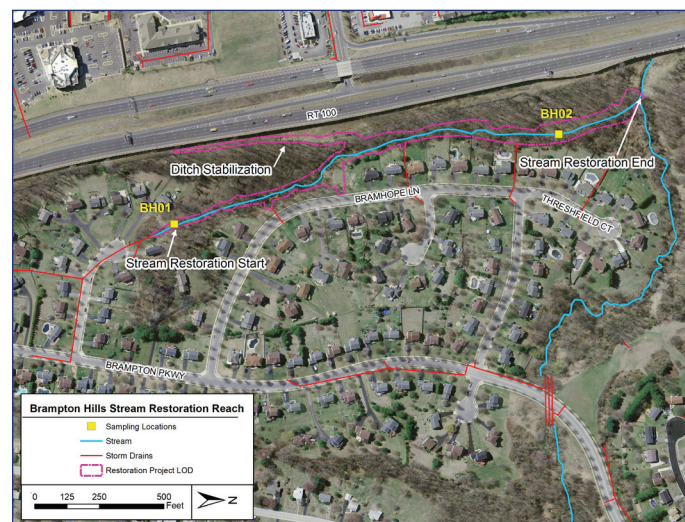 RT 100
BH02
Ditch Stabilization
Stream Restoration End
BRAMHOPE LN
THRESHFIELD CT
BH01
Stream Restoration Start
BRAMPTON PKWY
Brampton Hills Stream Restoration Reach
Sampling Locations
Stream
Storm Drains
Restoration Project LOD
0 125 250 500
Feet
N